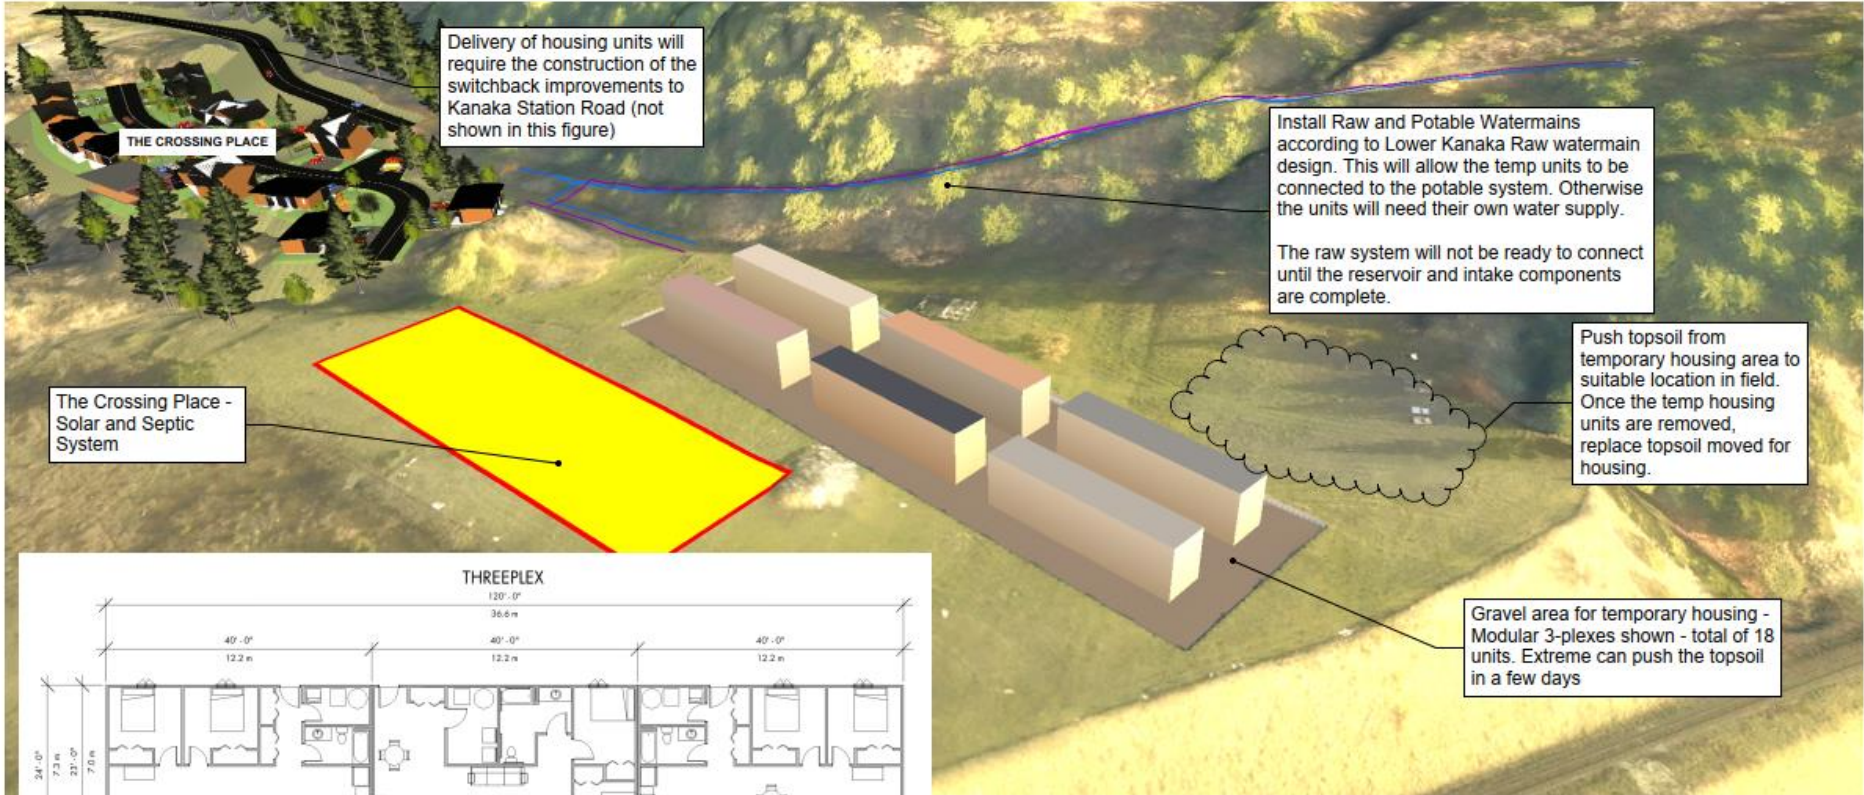 Delivery of housing units will
require the construction of the
switchback improvements to
Kanaka Station Road (not
shown in this figure)
THE CROSSING PLACE
Install Raw and Potable Watermains
according to Lower Kanaka Raw watermain
design. This will allow the temp units to be
connected to the potable system. Otherwise
the units will need their own water supply.
The raw system will not be ready to connect
until the reservoir and intake components
are complete.
Push topsoil from
temporary housing area to
suitable location in field.
Once the temp housing
units are removed,
replace topsoil moved for
housing.
The Crossing Place -
Solar and Septic
System
Gravel area for temporary housing -
Modular 3-plexes shown - total of 18
units. Extreme can push the topsoil
in a few days
THREEPLEX
120'-0"
36.6 m
40'-0" 40'-0" 40'-0"
12.2 m 12.2 m 12.2 m
24'-0"
7.3 m
23'-0"
7.0 m